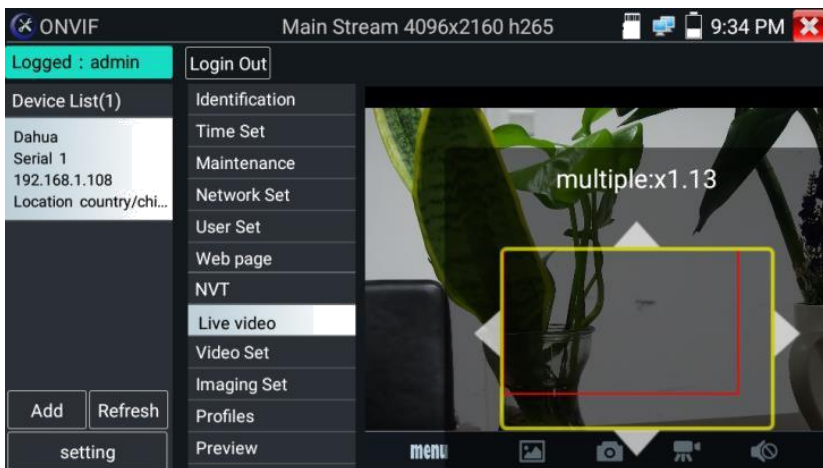 ONVIF
Main Stream 4096x2160 h265
9:34 PM
Logged : admin
Login Out
Device List(1)
Dahua
Serial 1
192.168.1.108
Location country/chi...
Add
Refresh
setting
Identification
Time Set
Maintenance
Network Set
User Set
Web page
NVT
Live video
Video Set
Imaging Set
Profiles
Preview
multiple:x1.13
menu